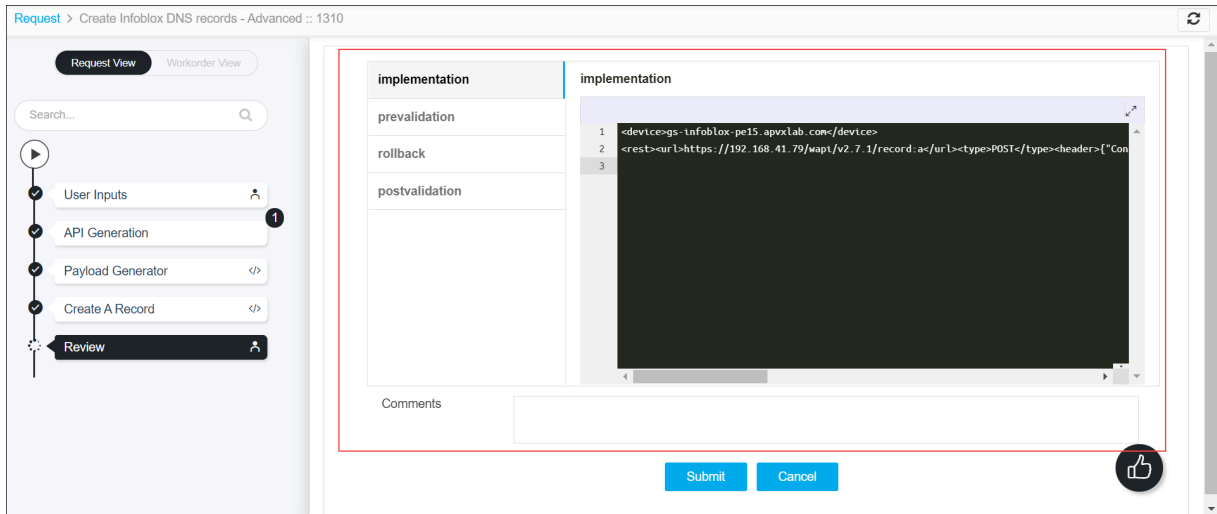 Request > Create Infoblox DNS records - Advanced :: 1310
Request View
Workorder View
Search...
User Inputs
1
API Generation
Payload Generator </>
Create A Record </>
Review
implementation
prevalidation
rollback
postvalidation
implementation
1 <device>gs-infoblox-pe15.apvxlab.com</device>
2 <rest><url>https://192.168.41.79/wapi/v2.7.1/record:a</url><type>POST</type><header>{"Con
3
Comments
Submit
Cancel